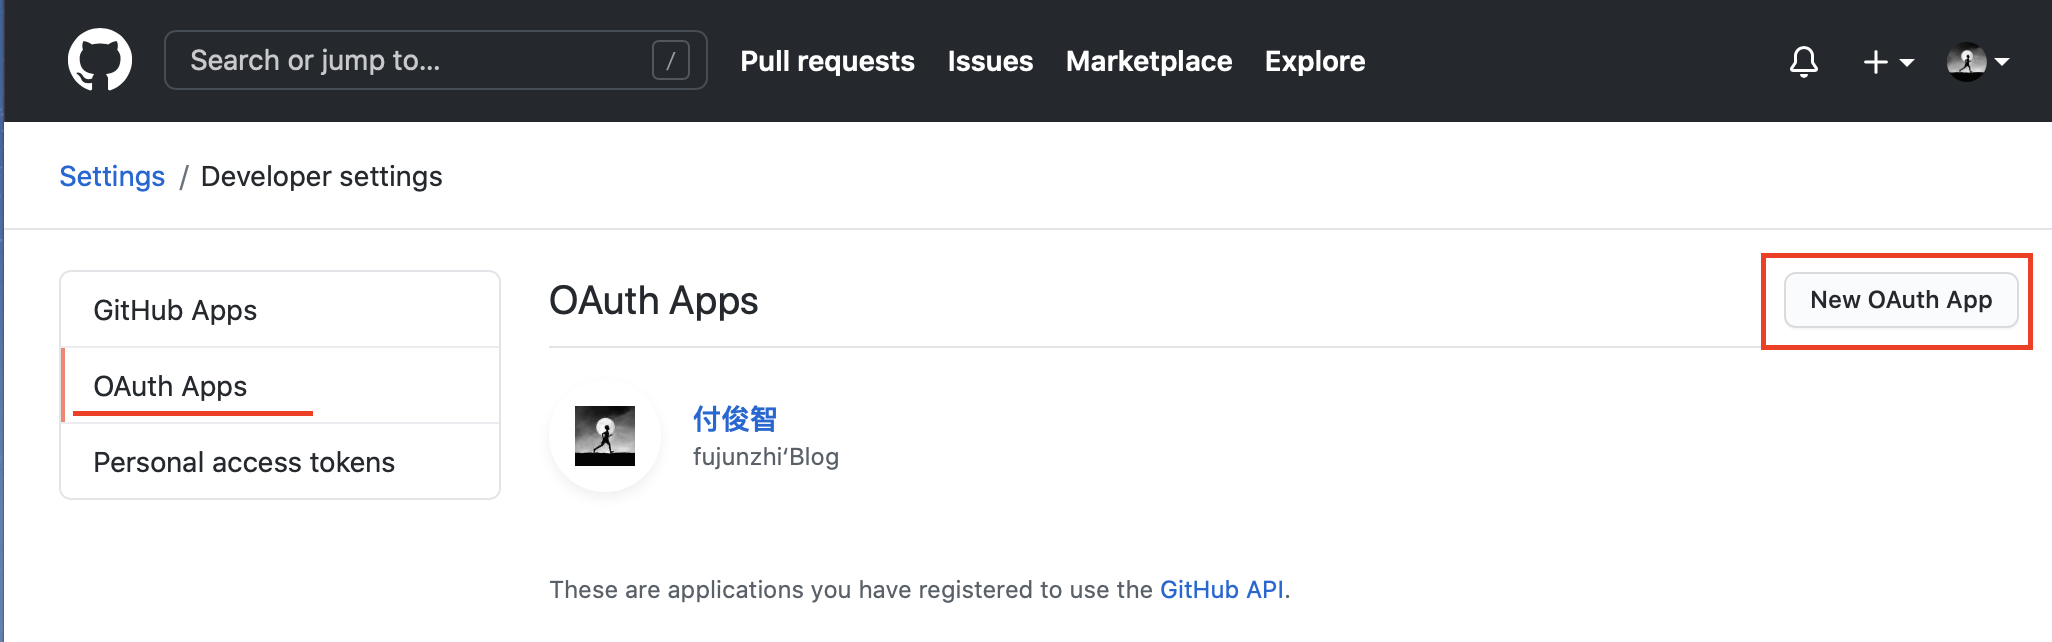 Search or jump to... /
Pull requests Issues Marketplace Explore
Settings / Developer settings
GitHub Apps
OAuth Apps
Personal access tokens
OAuth Apps
New OAuth App
付俊智
fujunzhi‘Blog
These are applications you have registered to use the GitHub API.